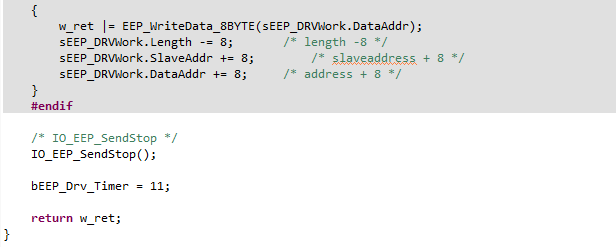 {
w_ret |= EEP_WriteData_8BYTE(sEEP_DRVWork.DataAddr);
sEEP_DRVWork.Length -= 8; /* length -8 */
sEEP_DRVWork.SlaveAddr += 8; /* slaveaddress + 8 */
sEEP_DRVWork.DataAddr += 8; /* address + 8 */
}
#endif
/* IO_EEP_SendStop */
IO_EEP_SendStop();
bEEP_Drv_Timer = 11;
return w_ret;
}